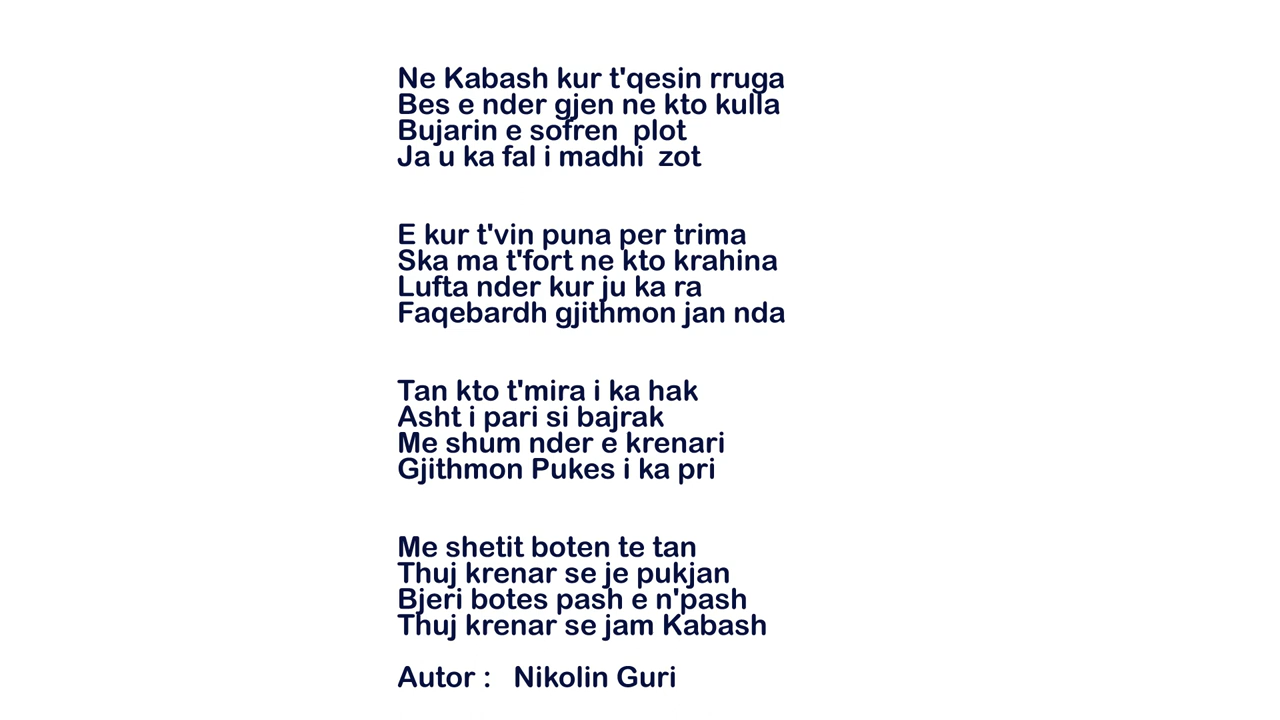 Ne Kabash kur t'qesin rruga
Bes e nder gjen ne kto kulla
Bujarin e sofren  plot
Ja u ka fal i madhi  zot
E kur t'vin puna per trima
Ska ma t'fort ne kto krahina
Lufta nder kur ju ka ra
Faqebardh gjithmon jan nda
Tan kto t'mira i ka hak
Asht i pari si bajrak
Me shum nder e krenari
Gjithmon Pukes i ka pri
Me shetit boten te tan
Thuj krenar se je pukjan
Bjeri botes pash e n'pash
Thuj krenar se jam Kabash
Autor :   Nikolin Guri